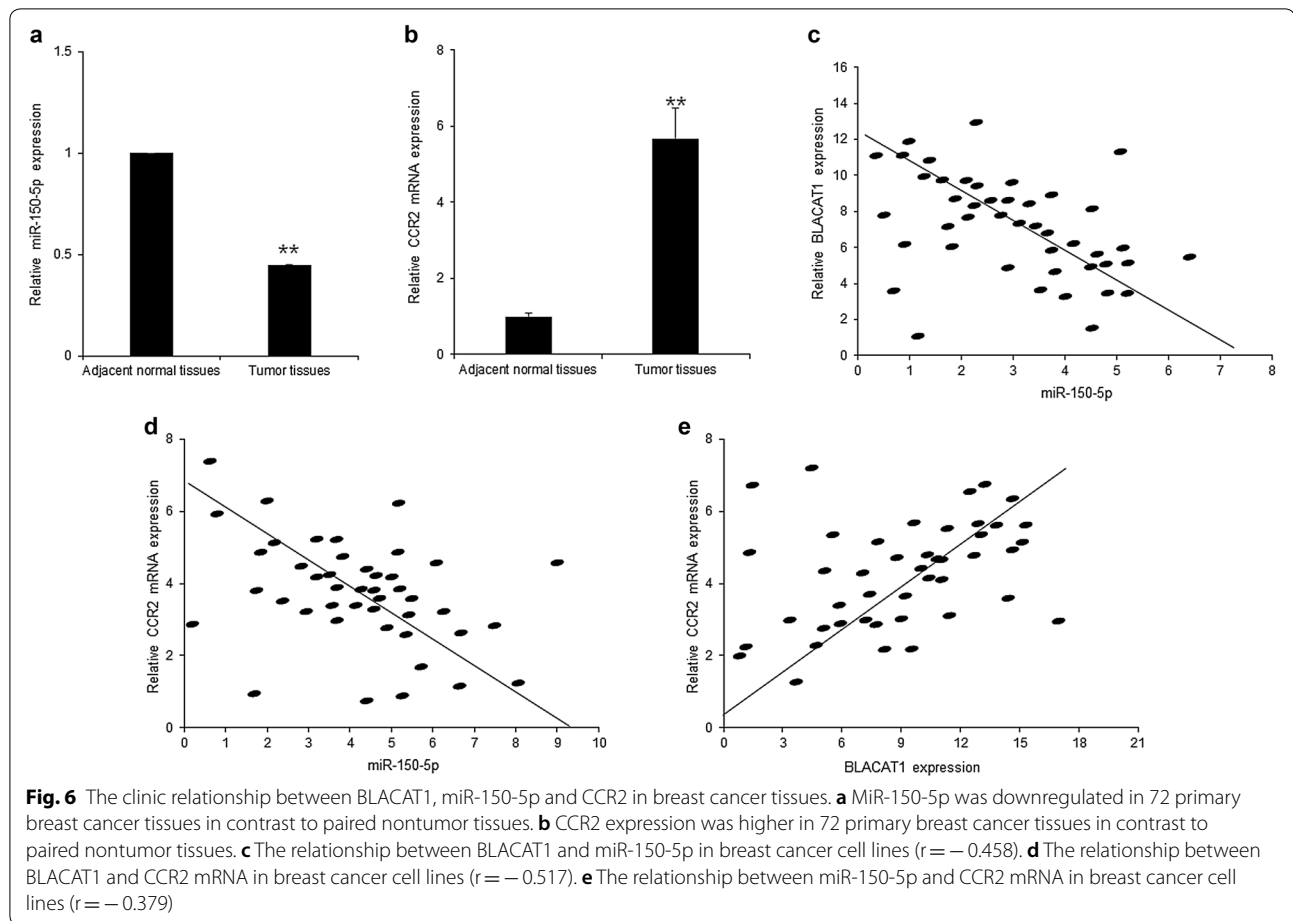 a
1.5
1
0.5
0
Relative miR-150-5p expression
**
Adjacent normal tissues
Tumor tissues
b
8
6
4
2
0
Relative CCR2 mRNA expression
**
Adjacent normal tissues
Tumor tissues
c
16
14
12
10
8
6
4
2
0
Relative BLACAT1 expression
0 1 2 3 4 5 6 7 8
miR-150-5p
d
8
6
4
2
0
Relative CCR2 mRNA expression
0 1 2 3 4 5 6 7 8 9 10
miR-150-5p
e
8
6
4
2
0
Relative CCR2 mRNA expression
0 3 6 9 12 15 18 21
BLACAT1 expression
Fig. 6 The clinic relationship between BLACAT1, miR-150-5p and CCR2 in breast cancer tissues. a MiR-150-5p was downregulated in 72 primary
breast cancer tissues in contrast to paired nontumor tissues. b CCR2 expression was higher in 72 primary breast cancer tissues in contrast to
paired nontumor tissues. c The relationship between BLACAT1 and miR-150-5p in breast cancer cell lines (r = − 0.458). d The relationship between
BLACAT1 and CCR2 mRNA in breast cancer cell lines (r = − 0.517). e The relationship between miR-150-5p and CCR2 mRNA in breast cancer cell
lines (r = − 0.379)